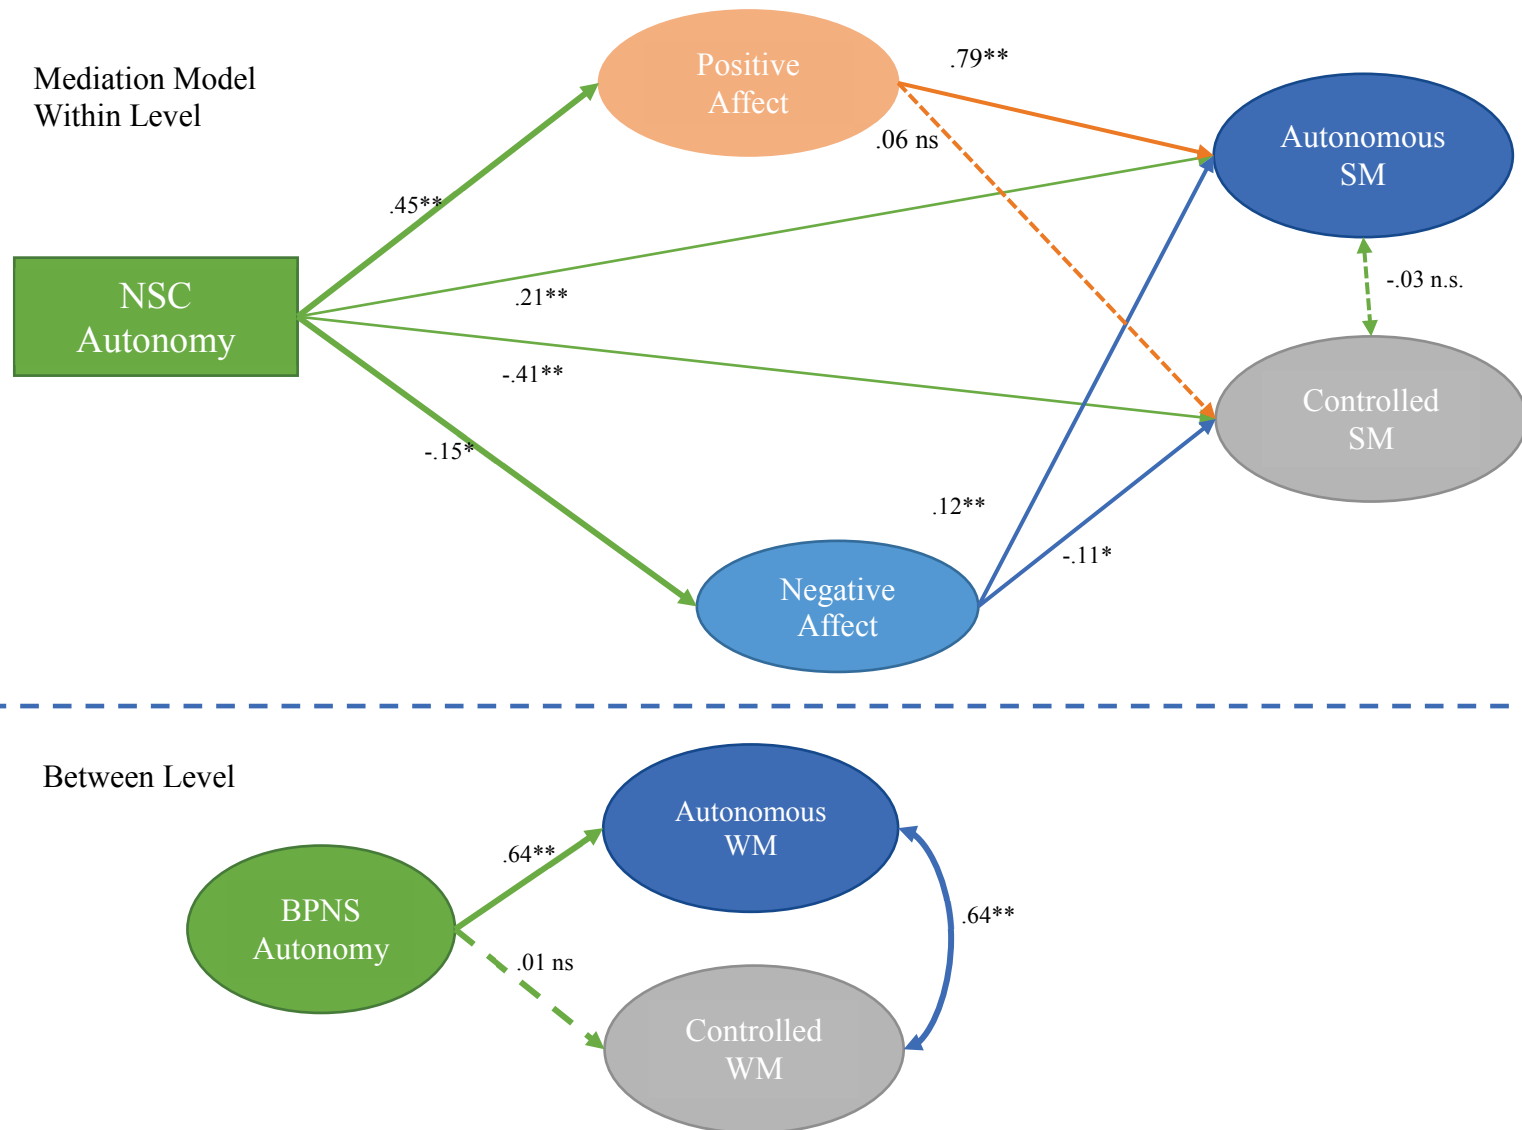 Mediation Model
Within Level
Positive
Affect
.79**
.06 ns
Autonomous
SM
.45**
NSC
Autonomy
.21**
-.03 n.s.
-.41**
Controlled
SM
-.15*
.12**
-.11*
Negative
Affect
Between Level
Autonomous
WM
.64**
BPNS
Autonomy
.64**
.01 ns
Controlled
WM